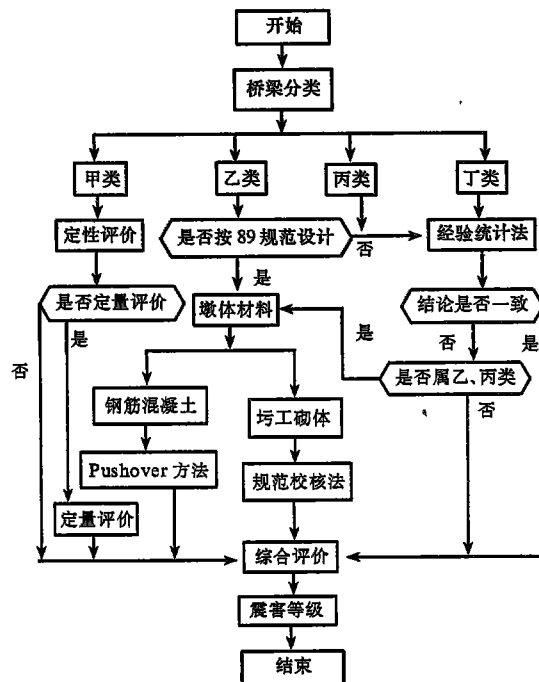 开始
桥梁分类
甲类
乙类
丙类
丁类
定性评价
是否按89规范设计
否
经验统计法
是否定量评价
是
墩体材料
结论是否一致
否
是
是
否
是
是否属乙、丙类
否
钢筋混凝土
圬工砌体
Pushover方法
规范校核法
定量评价
综合评价
震害等级
结束